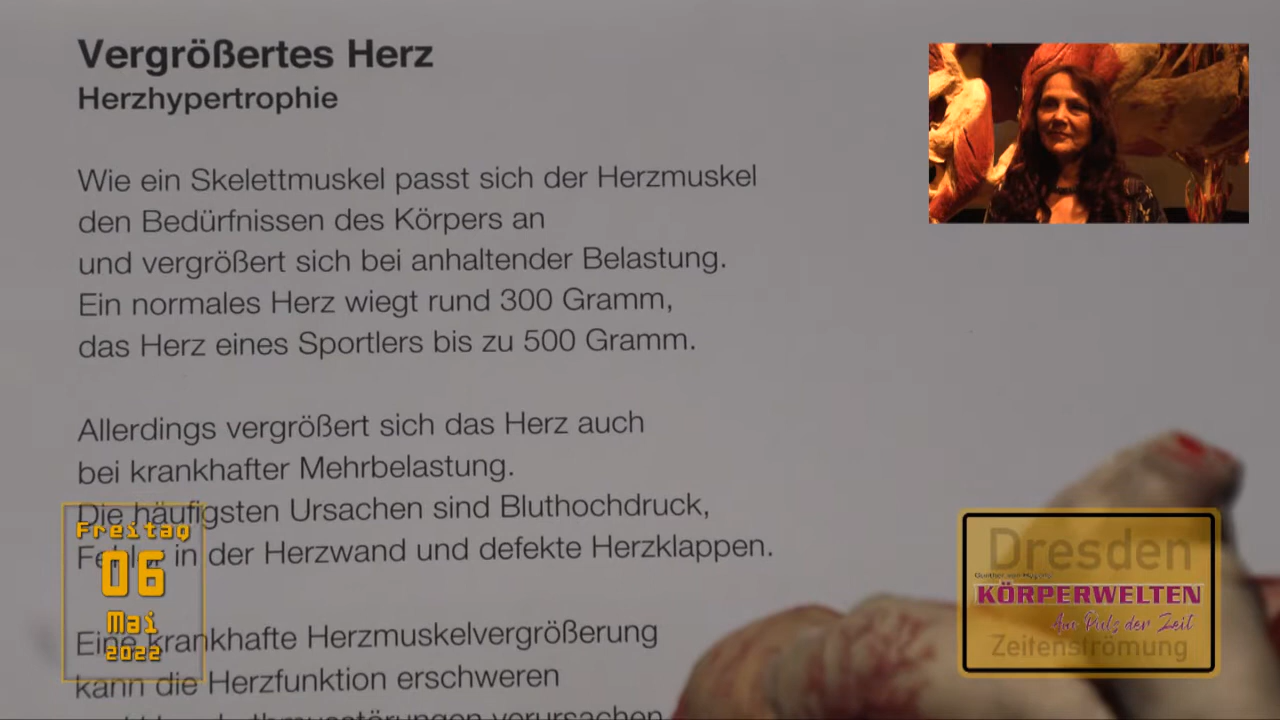 Vergrößertes Herz
Herzhypertrophie
Wie ein Skelettmuskel passt sich der Herzmuskel
den Bedürfnissen des Körpers an
und vergrößert sich bei anhaltender Belastung.
Ein normales Herz wiegt rund 300 Gramm,
das Herz eines Sportlers bis zu 500 Gramm.
Allerdings vergrößert sich das Herz auch
bei krankhafter Mehrbelastung.
Die häufigsten Ursachen sind Bluthochdruck,
Fehler in der Herzwand und defekte Herzklappen.
Eine krankhafte Herzmuskelvergrößerung
kann die Herzfunktion erschweren
verursachen
Freitag
06
Mai
2022
Dresden
KÖRPERWELTEN
Am Puls der Zeit
Zeitenströmung